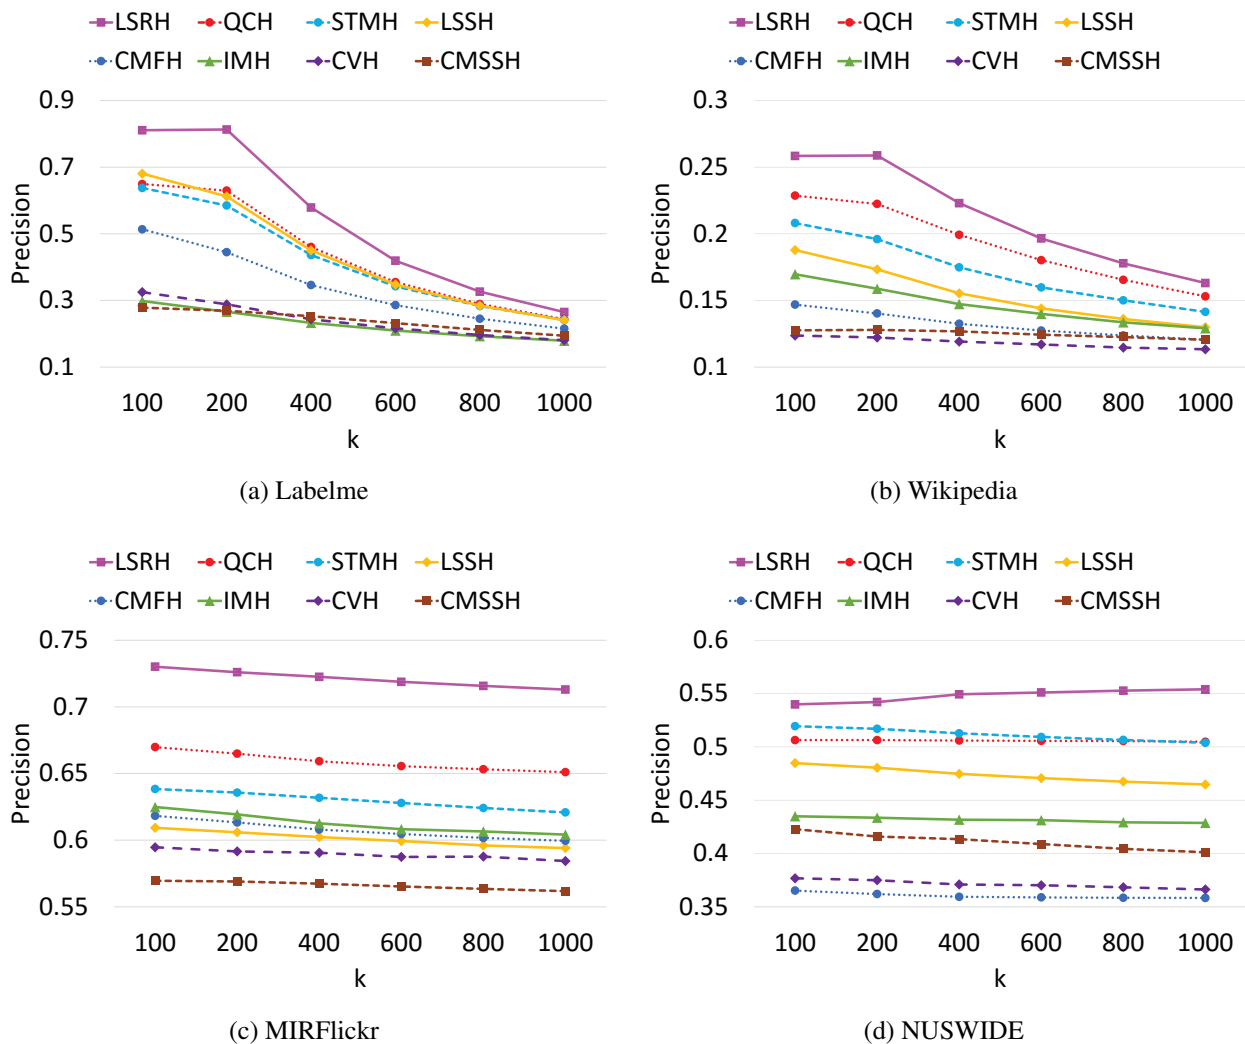 LSRH QCH STMH LSSH
CMFH IMH CVH CMSSH
0.9
0.7
0.5
0.3
0.1
Precision
100 200 400 600 800 1000
k
(a) Labelme
LSRH QCH STMH LSSH
CMFH IMH CVH CMSSH
0.3
0.25
0.2
0.15
0.1
Precision
100 200 400 600 800 1000
k
(b) Wikipedia
LSRH QCH STMH LSSH
CMFH IMH CVH CMSSH
0.75
0.7
0.65
0.6
0.55
Precision
100 200 400 600 800 1000
k
(c) MIRFlickr
LSRH QCH STMH LSSH
CMFH IMH CVH CMSSH
0.6
0.55
0.5
0.45
0.4
0.35
Precision
100 200 400 600 800 1000
k
(d) NUSWIDE